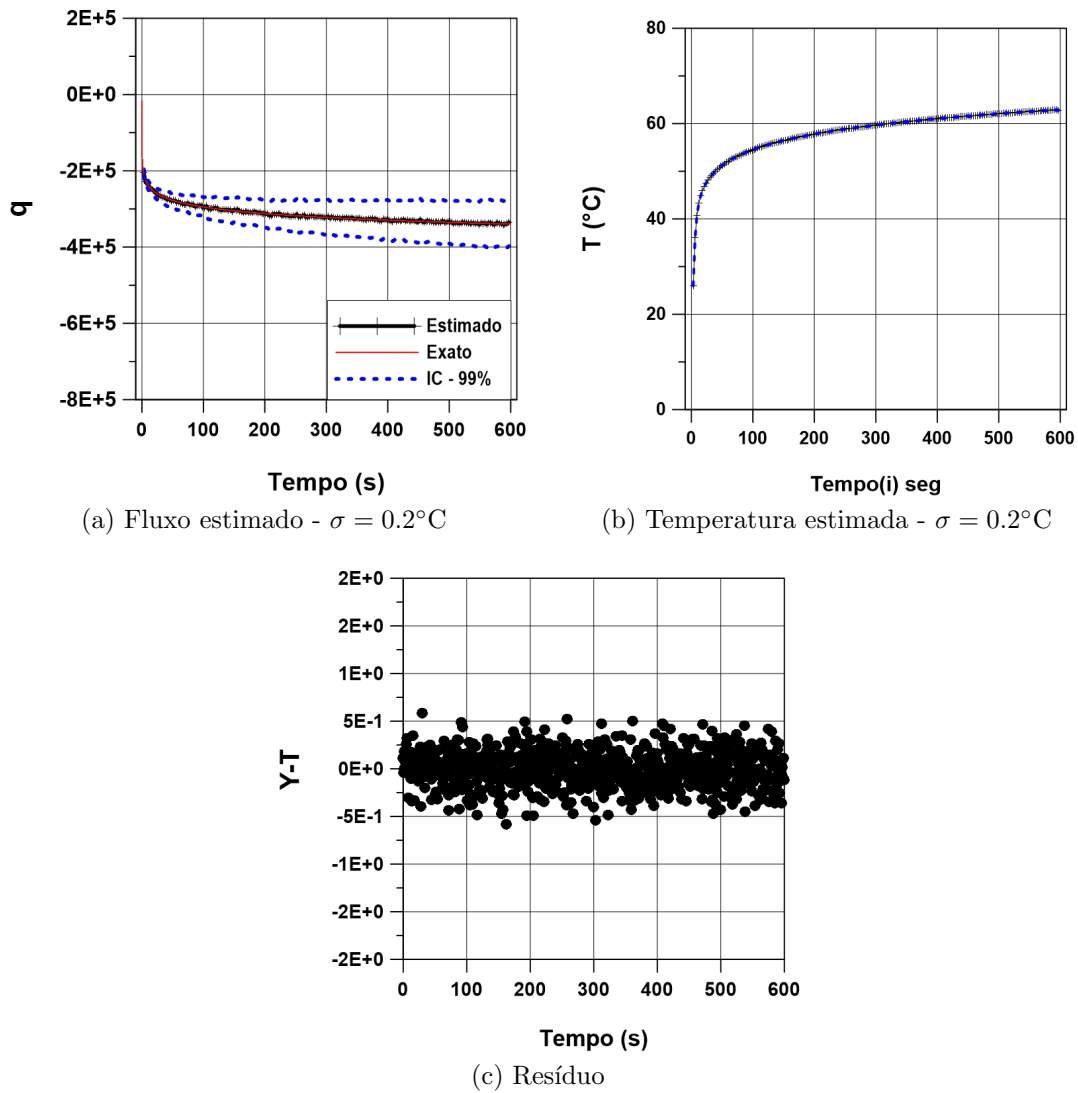 2E+5
0E+0
-2E+5
-4E+5
-6E+5
-8E+5
q
Estimado
Exato
IC - 99%
0 100 200 300 400 500 600
Tempo (s)
(a) Fluxo estimado - σ = 0.2°C
80
60
40
20
0
T (°C)
0 100 200 300 400 500 600
Tempo(i) seg
(b) Temperatura estimada - σ = 0.2°C
2E+0
2E+0
1E+0
5E-1
0E+0
-5E-1
-1E+0
-2E+0
-2E+0
Y-T
0 100 200 300 400 500 600
Tempo (s)
(c) Resíduo